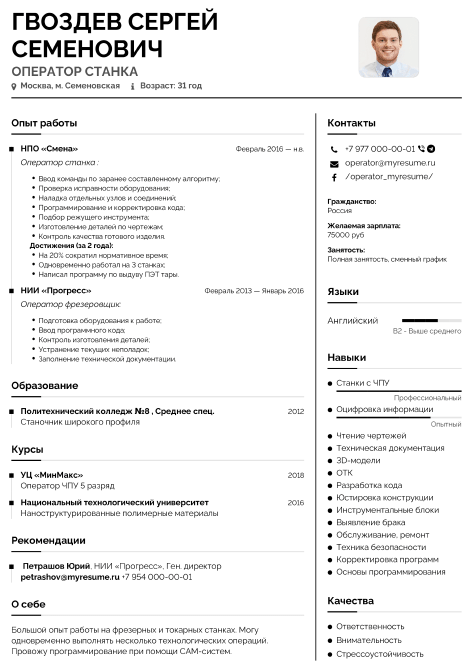 ГВОЗДЕВ СЕРГЕЙ
СЕМЕНОВИЧ
ОПЕРАТОР СТАНКА
Москва, м. Семеновская Возраст: 31 год
Опыт работы
НПО «Смена» Февраль 2016 — н.в.
Оператор станка :
Ввод команды по заранее составленному алгоритму;
Проверка исправности оборудования;
Наладка отдельных узлов и соединений;
Программирование и корректировка кода;
Подбор режущего инструмента;
Изготовление деталей по чертежам;
Контроль качества готового изделия.
Достижения (за 2 года):
На 20% сократил нормативное время;
Одновременно работал на 3 станках;
Написал программу по выдуву ПЭТ тары.
НИИ «Прогресс» Февраль 2013 — Январь 2016
Оператор фрезеровщик:
Подготовка оборудования к работе;
Ввод программного кода;
Контроль изготовления деталей;
Устранение текущих неполадок;
Заполнение технической документации.
Образование
Политехнический колледж №8 , Среднее спец. 2012
Станочник широкого профиля
Курсы
УЦ «МинМакс» 2018
Оператор ЧПУ 5 разряд
Национальный технологический университет 2016
Наноструктурированные полимерные материалы
Рекомендации
Петрашов Юрий, НИИ «Прогресс», Ген. директор
petrashov@myresume.ru +7 954 000-00-01
О себе
Большой опыт работы на фрезерных и токарных станках. Могу
одновременно выполнять несколько технологических операций.
Провожу программирование при помощи САМ-систем.
Контакты
+7 977 000-00-01
operator@myresume.ru
/operator_myresume/
Гражданство:
Россия
Желаемая зарплата:
75000 руб
Занятость:
Полная занятость, сменный график
Языки
Английский
B2 - Выше среднего
Навыки
Станки с ЧПУ
Профессиональный
Оцифровка информации
Опытный
Чтение чертежей
Техническая документация
3D-модели
ОТК
Разработка кода
Юстировка конструкции
Инструментальные блоки
Выявление брака
Обслуживание, ремонт
Техника безопасности
Корректировка программ
Основы программирования
Качества
Ответственность
Внимательность
Стрессоустойчивость